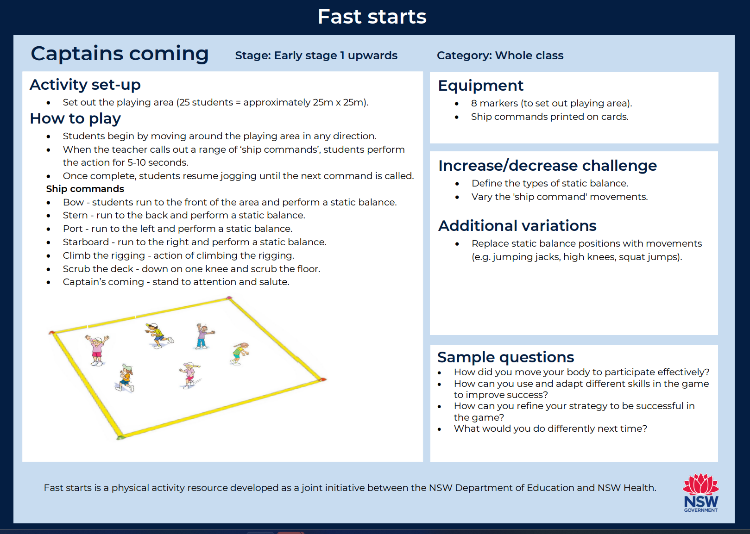 Fast starts
Captains coming
Stage: Early stage 1 upwards
Category: Whole class
Activity set-up
• Set out the playing area (25 students = approximately 25m x 25m).
How to play
• Students begin by moving around the playing area in any direction.
• When the teacher calls out a range of 'ship commands', students perform
the action for 5-10 seconds.
• Once complete, students resume jogging until the next command is called.
Ship commands
• Bow - students run to the front of the area and perform a static balance.
• Stern - run to the back and perform a static balance.
• Port - run to the left and perform a static balance.
• Starboard - run to the right and perform a static balance.
• Climb the rigging - action of climbing the rigging.
• Scrub the deck - down on one knee and scrub the floor.
• Captain's coming - stand to attention and salute.
Equipment
• 8 markers (to set out playing area).
• Ship commands printed on cards.
Increase/decrease challenge
• Define the types of static balance.
• Vary the 'ship command' movements.
Additional variations
• Replace static balance positions with movements
(e.g. jumping jacks, high knees, squat jumps).
Sample questions
• How did you move your body to participate effectively?
• How can you use and adapt different skills in the game
to improve success?
• How can you refine your strategy to be successful in
the game?
• What would you do differently next time?
Fast starts is a physical activity resource developed as a joint initiative between the NSW Department of Education and NSW Health.
NSW
GOVERNMENT